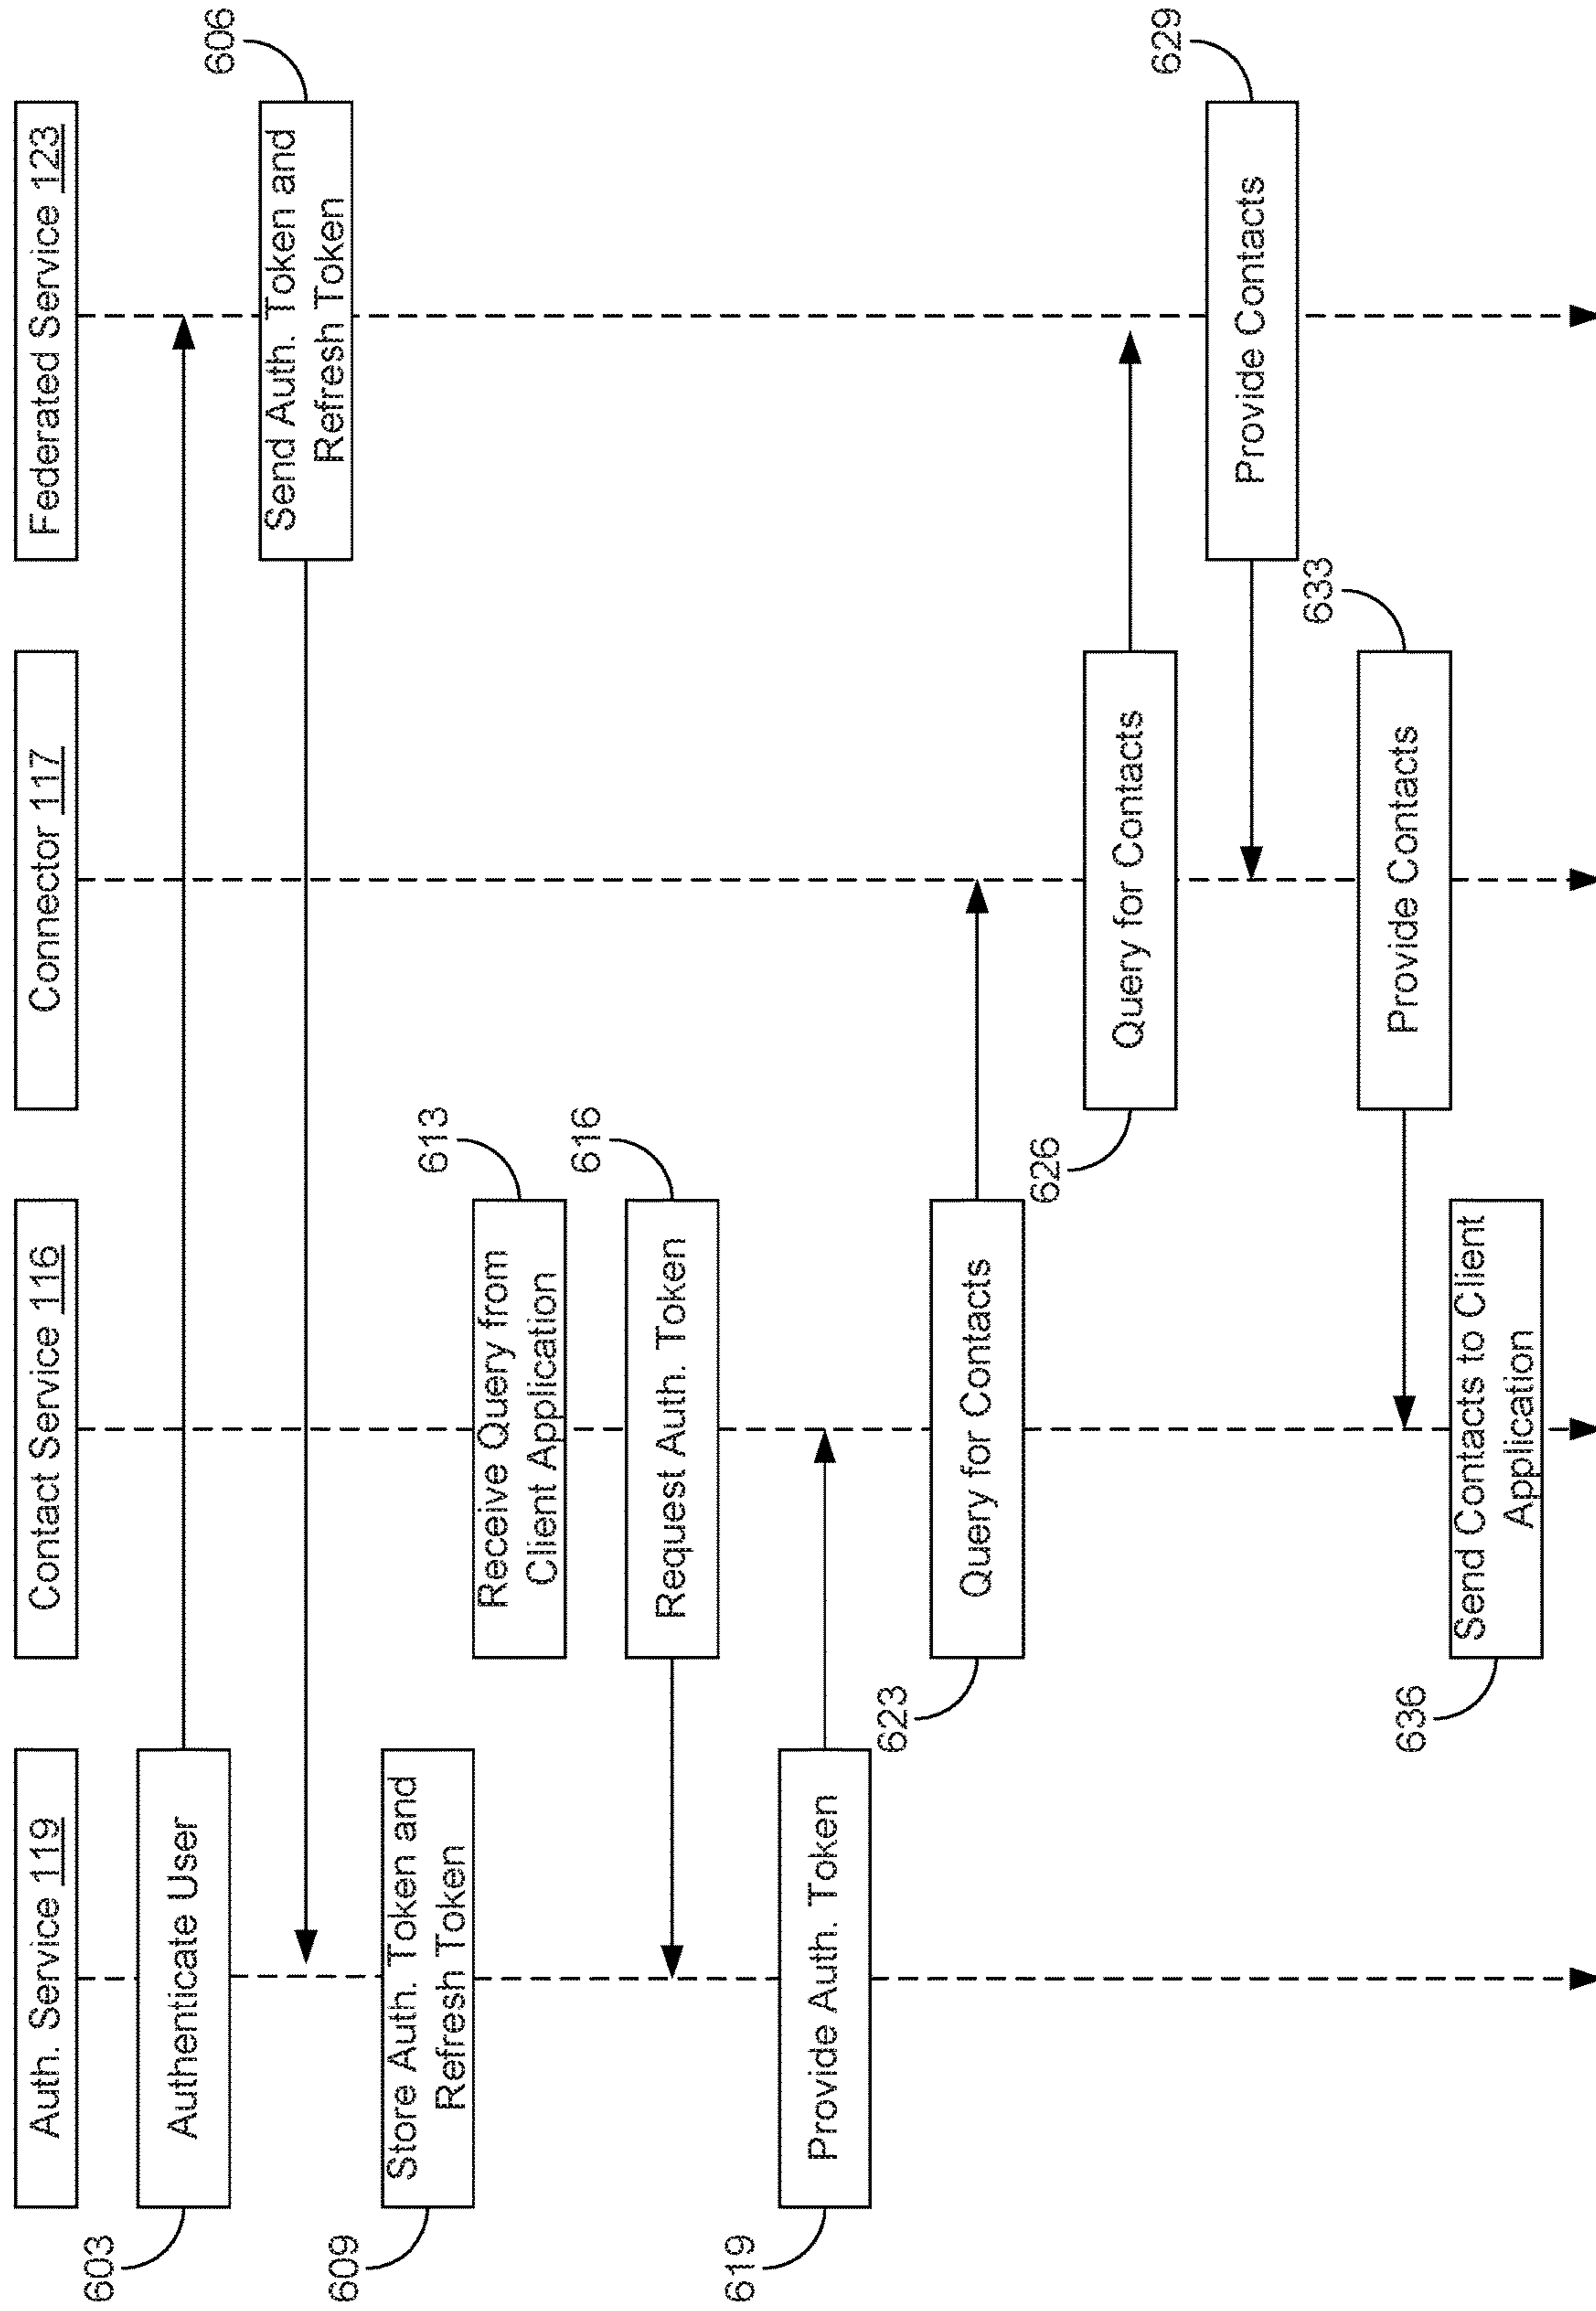 Auth. Service 119
Contact Service 116
Connector 117
Federated Service 123
603
Authenticate User
606
Send Auth. Token and
Refresh Token
609
Store Auth. Token and
Refresh Token
613
Receive Query from
Client Application
616
Request Auth. Token
619
Provide Auth. Token
623
Query for Contacts
626
Query for Contacts
629
Provide Contacts
633
Provide Contacts
636
Send Contacts to Client
Application